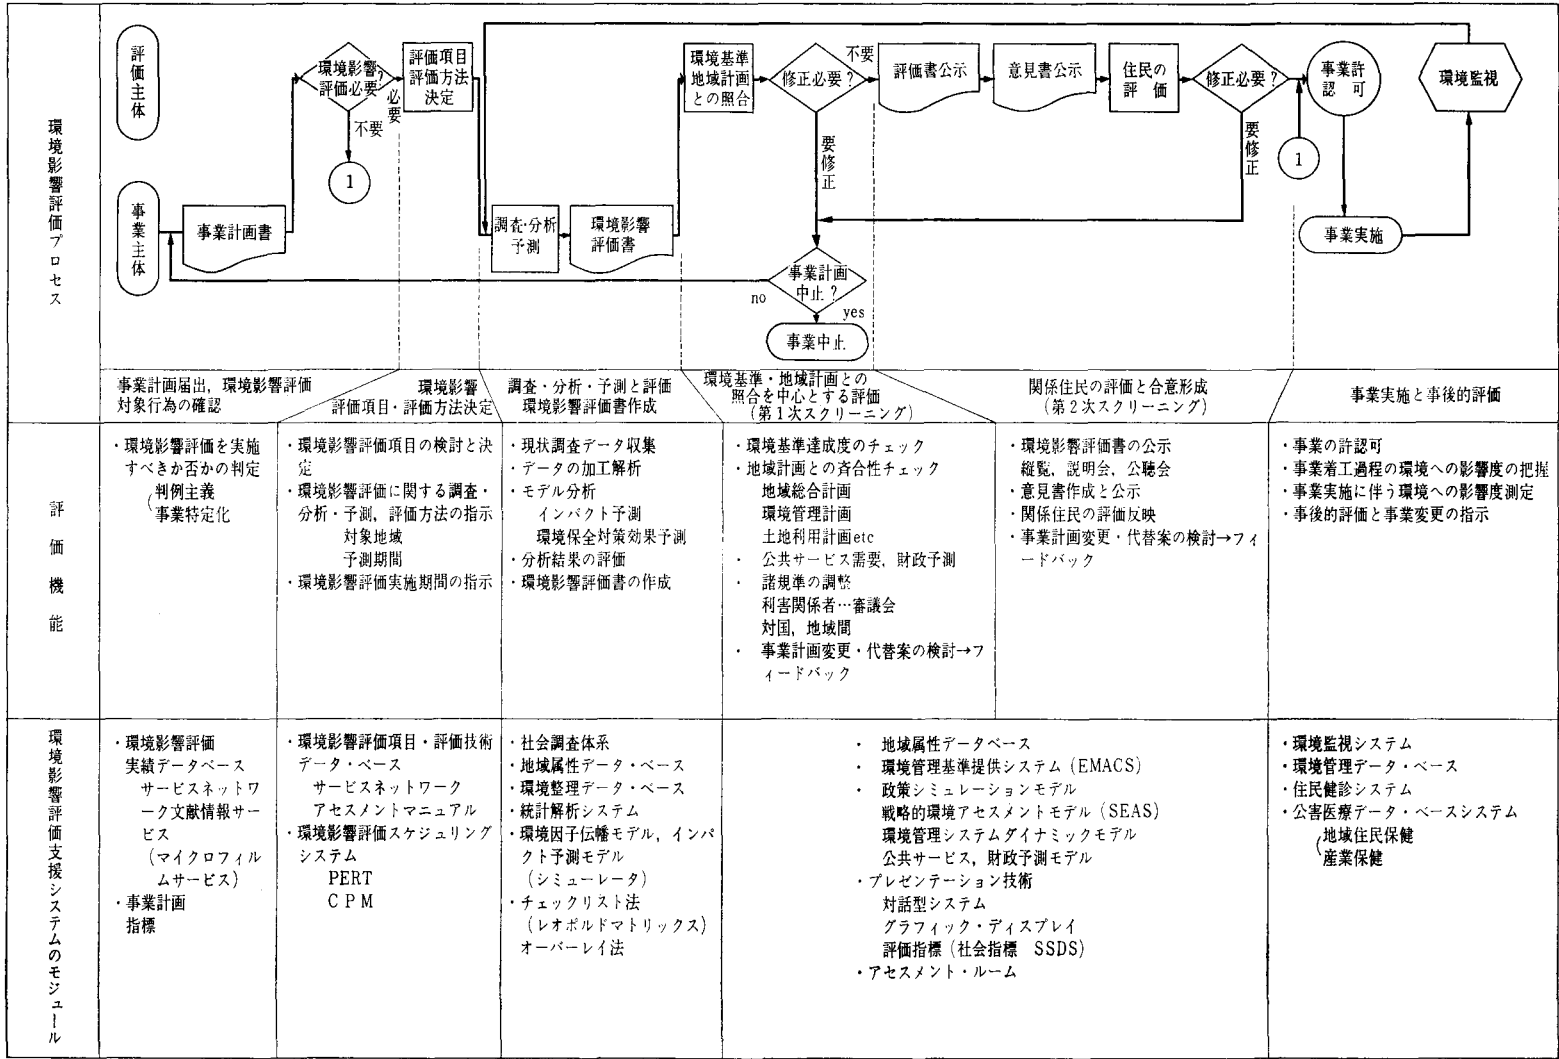 環境影響評価プロセス
評価主体
事業主体
事業計画書
環境影響
評価必要?
必要
不要
1
評価項目
評価方法
決定
調査・分析
予測
環境影響
評価書
環境基準
地域計画
との照合
修正必要?
不要
要修正
事業計画
中止?
no
yes
事業中止
評価書公示
意見書公示
住民の
評価
修正必要?
要修正
1
事業許
認可
事業実施
環境監視
事業計画届出，環境影響評価
対象行為の確認
環境影響
評価項目・評価方法決定
調査・分析・予測と評価
環境影響評価書作成
環境基準・地域計画との
照合を中心とする評価
(第1次スクリーニング)
関係住民の評価と合意形成
(第2次スクリーニング)
事業実施と事後的評価
評価機能
・環境影響評価を実施
すべきか否かの判定
(判例主義
事業特定化
・環境影響評価項目の検討と決
定
・環境影響評価に関する調査・
分析・予測，評価方法の指示
対象地域
予測期間
・環境影響評価実施期間の指示
・現状調査データ収集
・データの加工解析
・モデル分析
インパクト予測
環境保全対策効果予測
・分析結果の評価
・環境影響評価書の作成
・環境基準達成度のチェック
・地域計画との斉合性チェック
地域総合計画
環境管理計画
土地利用計画etc
・公共サービス需要，財政予測
・諸規準の調整
利害関係者…審議会
対国，地域間
・事業計画変更・代替案の検討→フ
ィードバック
・環境影響評価書の公示
縦覧，説明会，公聴会
・意見書作成と公示
・関係住民の評価反映
・事業計画変更・代替案の検討→フィ
ードバック
・事業の許認可
・事業着工過程の環境への影響度の把握
・事業実施に伴う環境への影響度測定
・事後的評価と事業変更の指示
環境影響評価支援システムのモジュール
・環境影響評価
実績データベース
サービスネットワ
ーク文献情報サー
ビス
(マイクロフィル
ムサービス)
・事業計画
指標
・環境影響評価項目・評価技術
データ・ベース
サービスネットワーク
アセスメントマニュアル
・環境影響評価スケジュリング
システム
PERT
CPM
・社会調査体系
・地域属性データ・ベース
・環境整理データ・ベース
・統計解析システム
・環境因子伝幡モデル，インパ
クト予測モデル
(シミュレータ)
・チェックリスト法
(レオポルドマトリックス)
オーバーレイ法
・地域属性データベース
・環境管理基準提供システム(EMACS)
・政策シミュレーションモデル
戦略的環境アセスメントモデル(SEAS)
環境管理システムダイナミックモデル
公共サービス，財政予測モデル
・プレゼンテーション技術
対話型システム
グラフィック・ディスプレイ
評価指標(社会指標 SSDS)
・アセスメント・ルーム
・環境監視システム
・環境管理データ・ベース
・住民健診システム
・公害医療データ・ベースシステム
(地域住民保健
産業保健